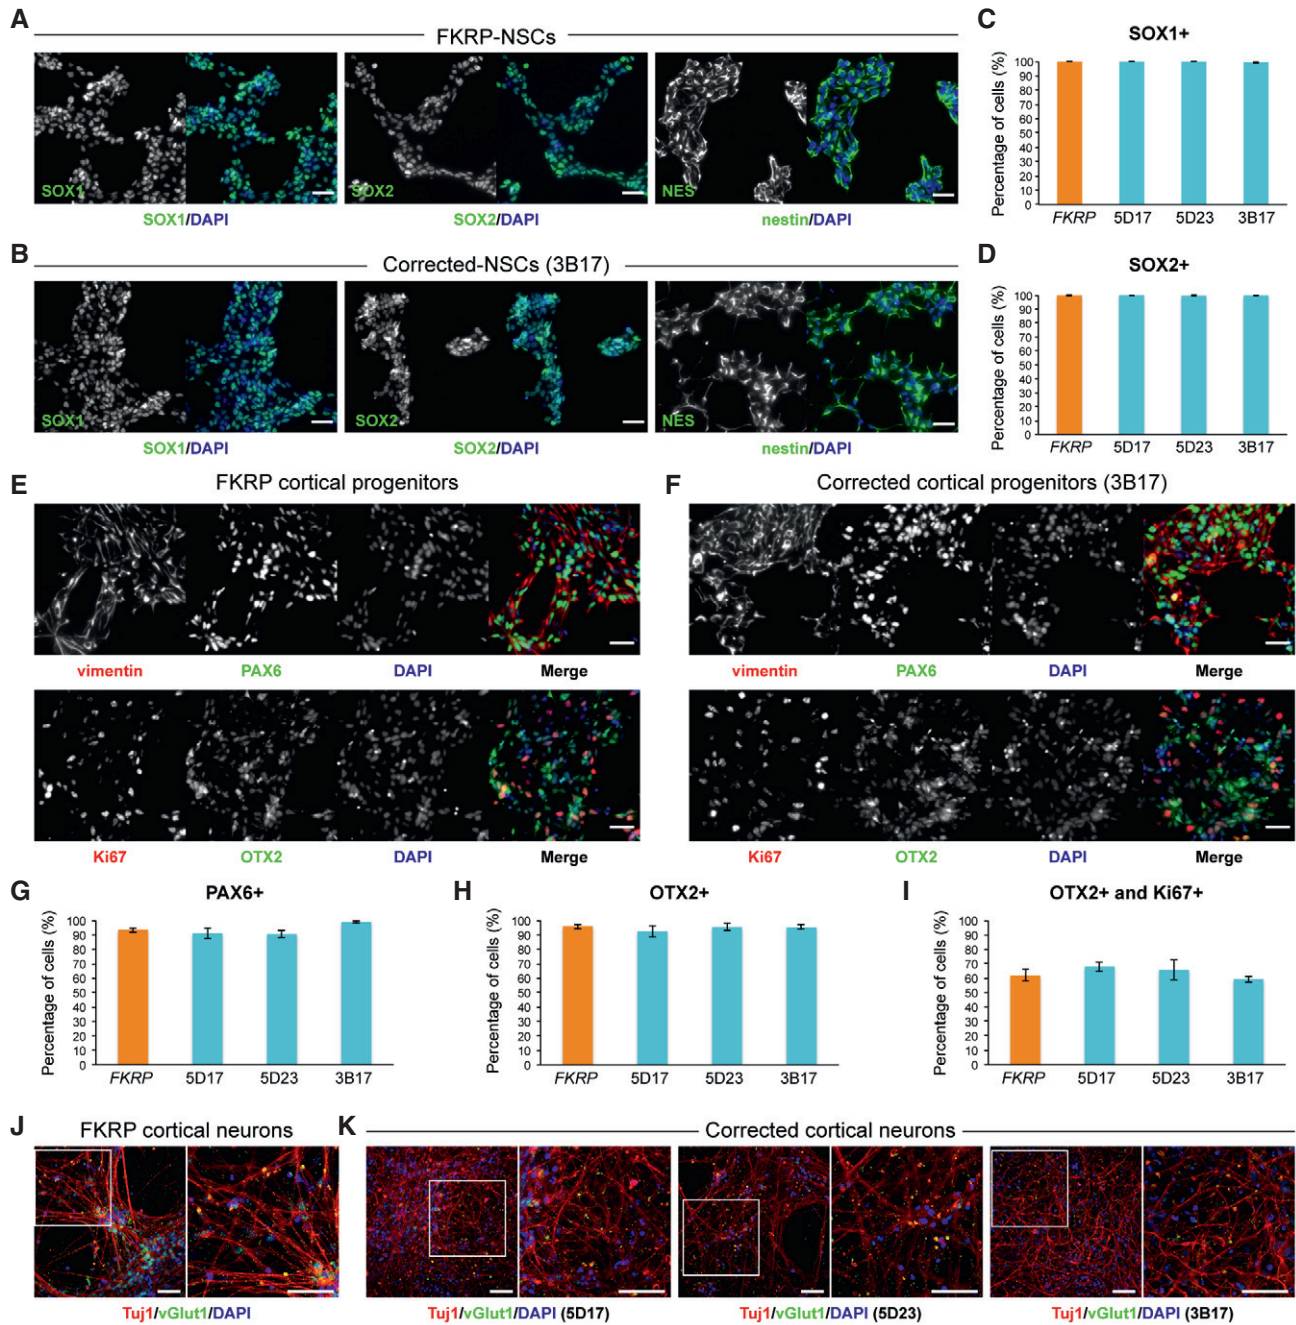 A
FKRP-NSCs
SOX1
SOX2
NES
SOX1/DAPI
SOX2/DAPI
nestin/DAPI
B
Corrected-NSCs (3B17)
SOX1
SOX2
NES
SOX1/DAPI
SOX2/DAPI
nestin/DAPI
C
SOX1+
Percentage of cells (%)
100
90
80
70
60
50
40
30
20
10
0
FKRP 5D17 5D23 3B17
D
SOX2+
Percentage of cells (%)
100
90
80
70
60
50
40
30
20
10
0
FKRP 5D17 5D23 3B17
E
FKRP cortical progenitors
vimentin PAX6 DAPI Merge
Ki67 OTX2 DAPI Merge
F
Corrected cortical progenitors (3B17)
vimentin PAX6 DAPI Merge
Ki67 OTX2 DAPI Merge
G
PAX6+
Percentage of cells (%)
100
90
80
70
60
50
40
30
20
10
0
FKRP 5D17 5D23 3B17
H
OTX2+
Percentage of cells (%)
100
90
80
70
60
50
40
30
20
10
0
FKRP 5D17 5D23 3B17
I
OTX2+ and Ki67+
Percentage of cells (%)
100
90
80
70
60
50
40
30
20
10
0
FKRP 5D17 5D23 3B17
J
FKRP cortical neurons
Tuj1/vGlut1/DAPI
K
Corrected cortical neurons
Tuj1/vGlut1/DAPI (5D17)
Tuj1/vGlut1/DAPI (5D23)
Tuj1/vGlut1/DAPI (3B17)